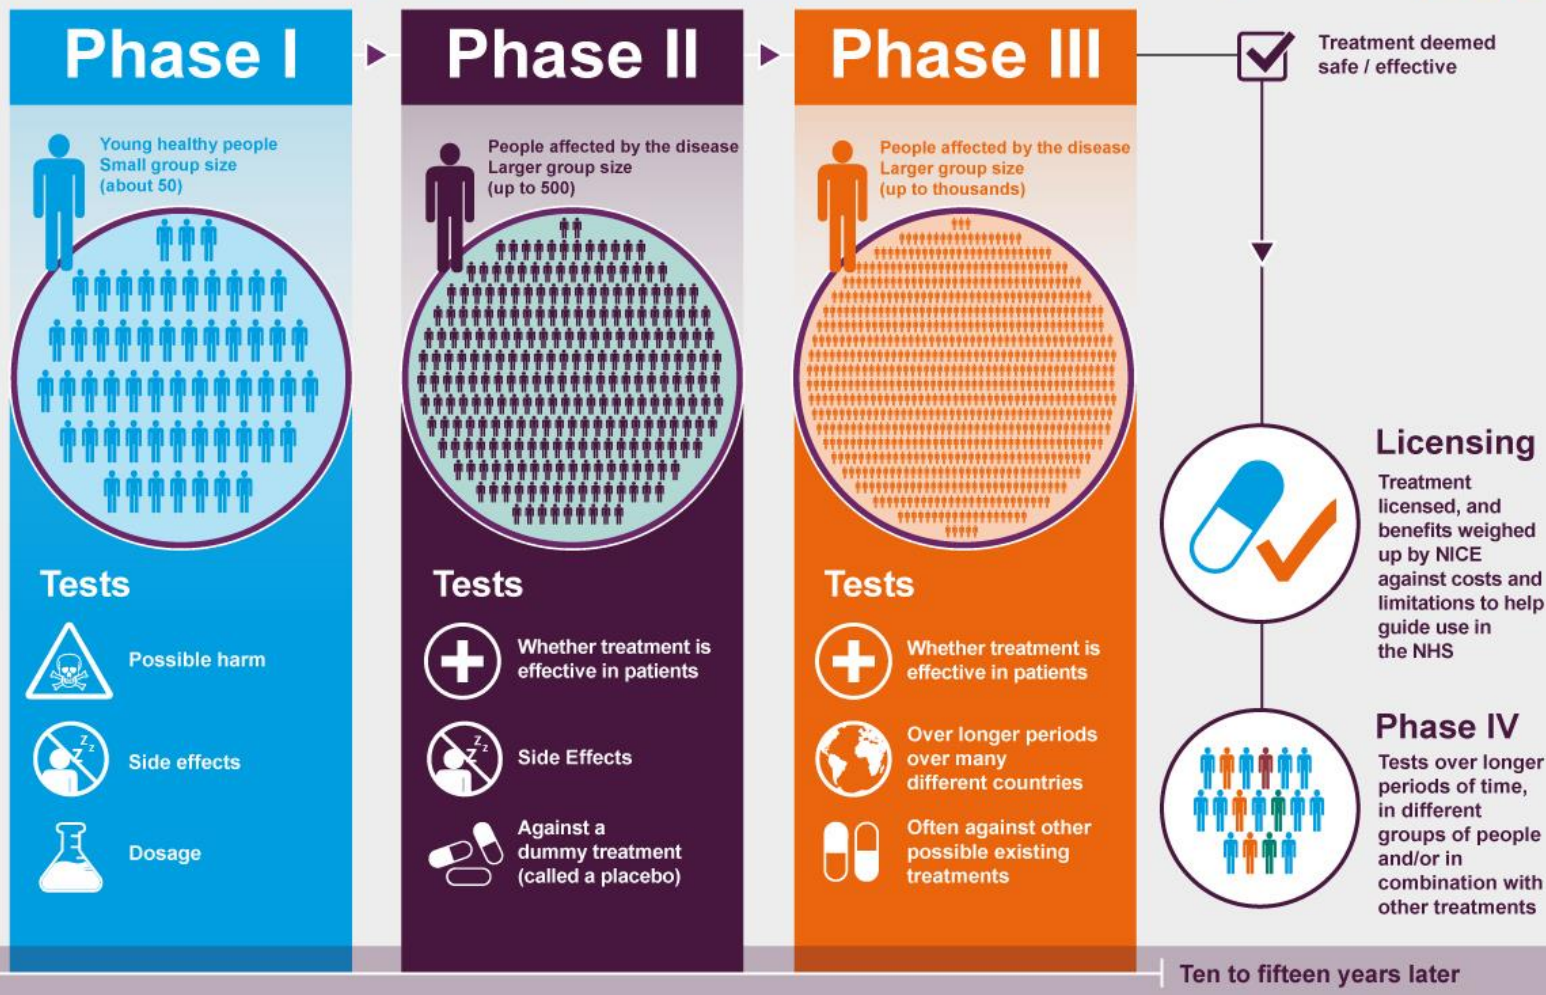 Phase I
Young healthy people
Small group size
(about 50)
Tests
Possible harm
Side effects
Dosage
Phase II
People affected by the disease
Larger group size
(up to 500)
Tests
Whether treatment is
effective in patients
Z Z Z
Side Effects
Against a
dummy treatment
(called a placebo)
Phase III
People affected by the disease
Larger group size
(up to thousands)
Tests
Whether treatment is
effective in patients
Over longer periods
over many
different countries
Often against other
possible existing
treatments
Treatment deemed
safe / effective
Licensing
Treatment
licensed, and
benefits weighed
up by NICE
against costs and
limitations to help
guide use in
the NHS
Phase IV
Tests over longer
periods of time,
in different
groups of people
and/or in
combination with
other treatments
Ten to fifteen years later